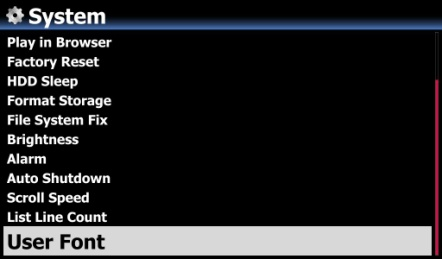 System
Play in Browser
Factory Reset
HDD Sleep
Format Storage
File System Fix
Brightness
Alarm
Auto Shutdown
Scroll Speed
List Line Count
User Font